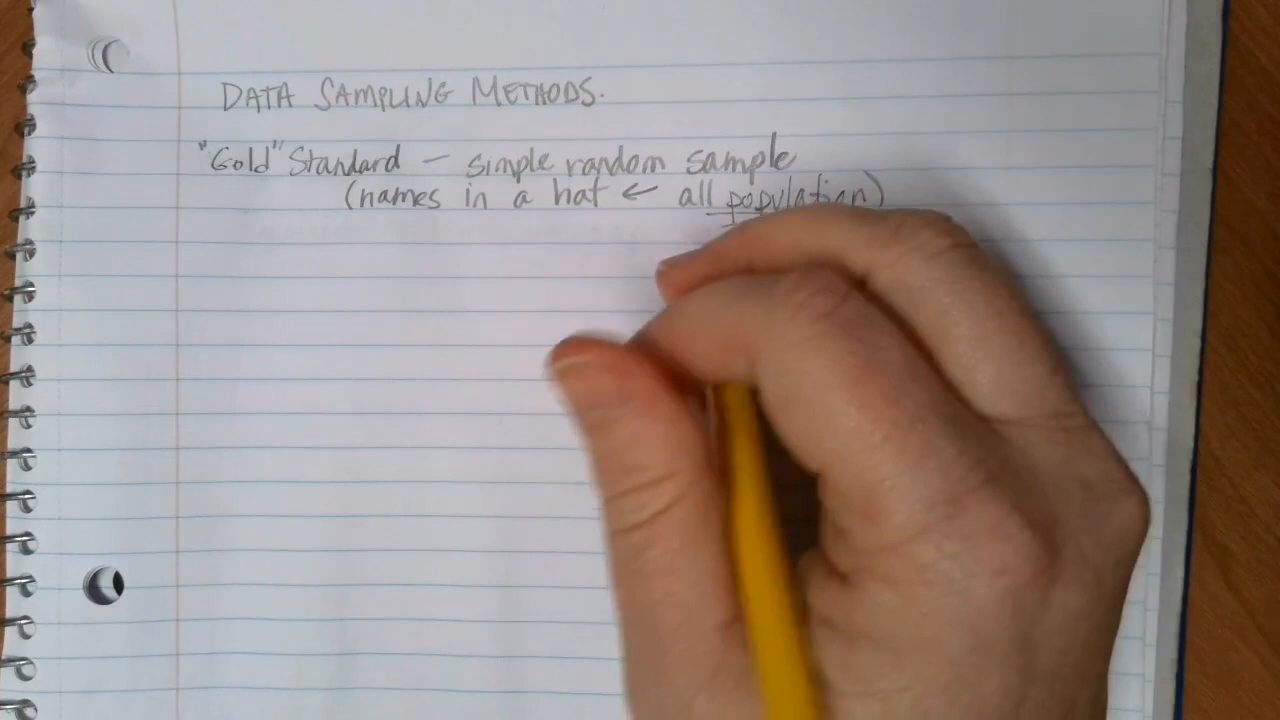 DATA SAMPLING METHODS.
"Gold" Standard — simple random sample
(names in a hat ← all population)